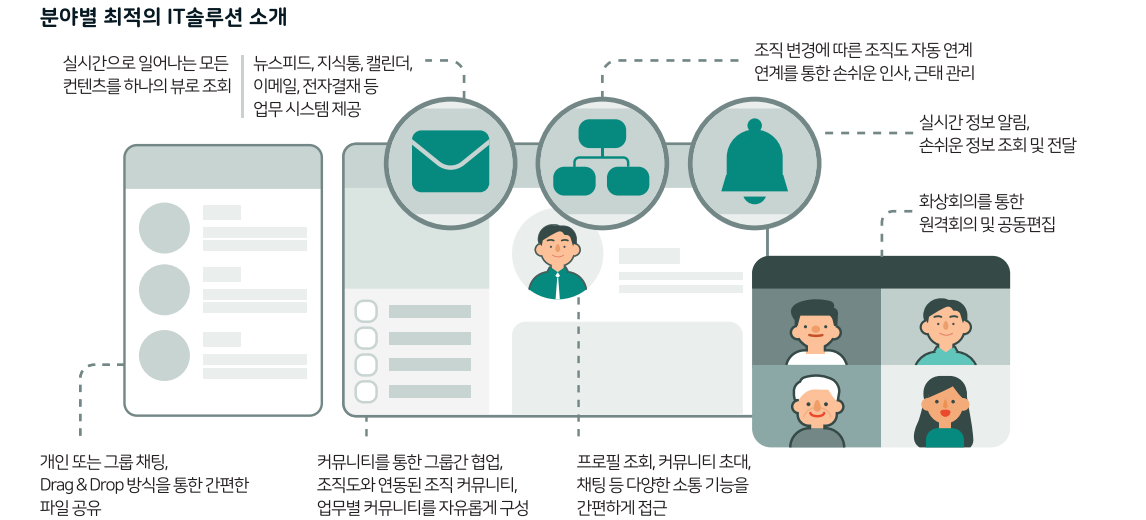 분야별 최적의 IT솔루션 소개
실시간으로 일어나는 모든
컨텐츠를 하나의 뷰로 조회
뉴스피드, 지식통, 캘린더,
이메일, 전자결재 등
업무 시스템 제공
조직 변경에 따른 조직도 자동 연계
연계를 통한 손쉬운 인사, 근태 관리
실시간 정보 알림,
손쉬운 정보 조회 및 전달
화상회의를 통한
원격회의 및 공동편집
개인 또는 그룹 채팅,
Drag & Drop 방식을 통한 간편한
파일 공유
커뮤니티를 통한 그룹간 협업,
조직도와 연동된 조직 커뮤니티,
업무별 커뮤니티를 자유롭게 구성
프로필 조회, 커뮤니티 초대,
채팅 등 다양한 소통 기능을
간편하게 접근